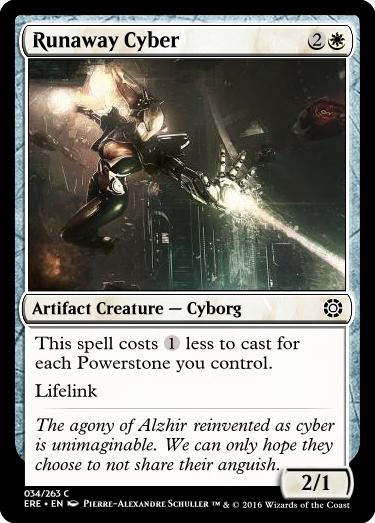 Runaway Cyber 2
Artifact Creature — Cyborg
This spell costs 1 less to cast for
each Powerstone you control.
Lifelink
The agony of Alzhir reinvented as cyber
is unimaginable. We can only hope they
choose to not share their anguish.
2/1
034/263 C
ERE • EN Pierre-Alexandre Schuller ™ & © 2016 Wizards of the Coast